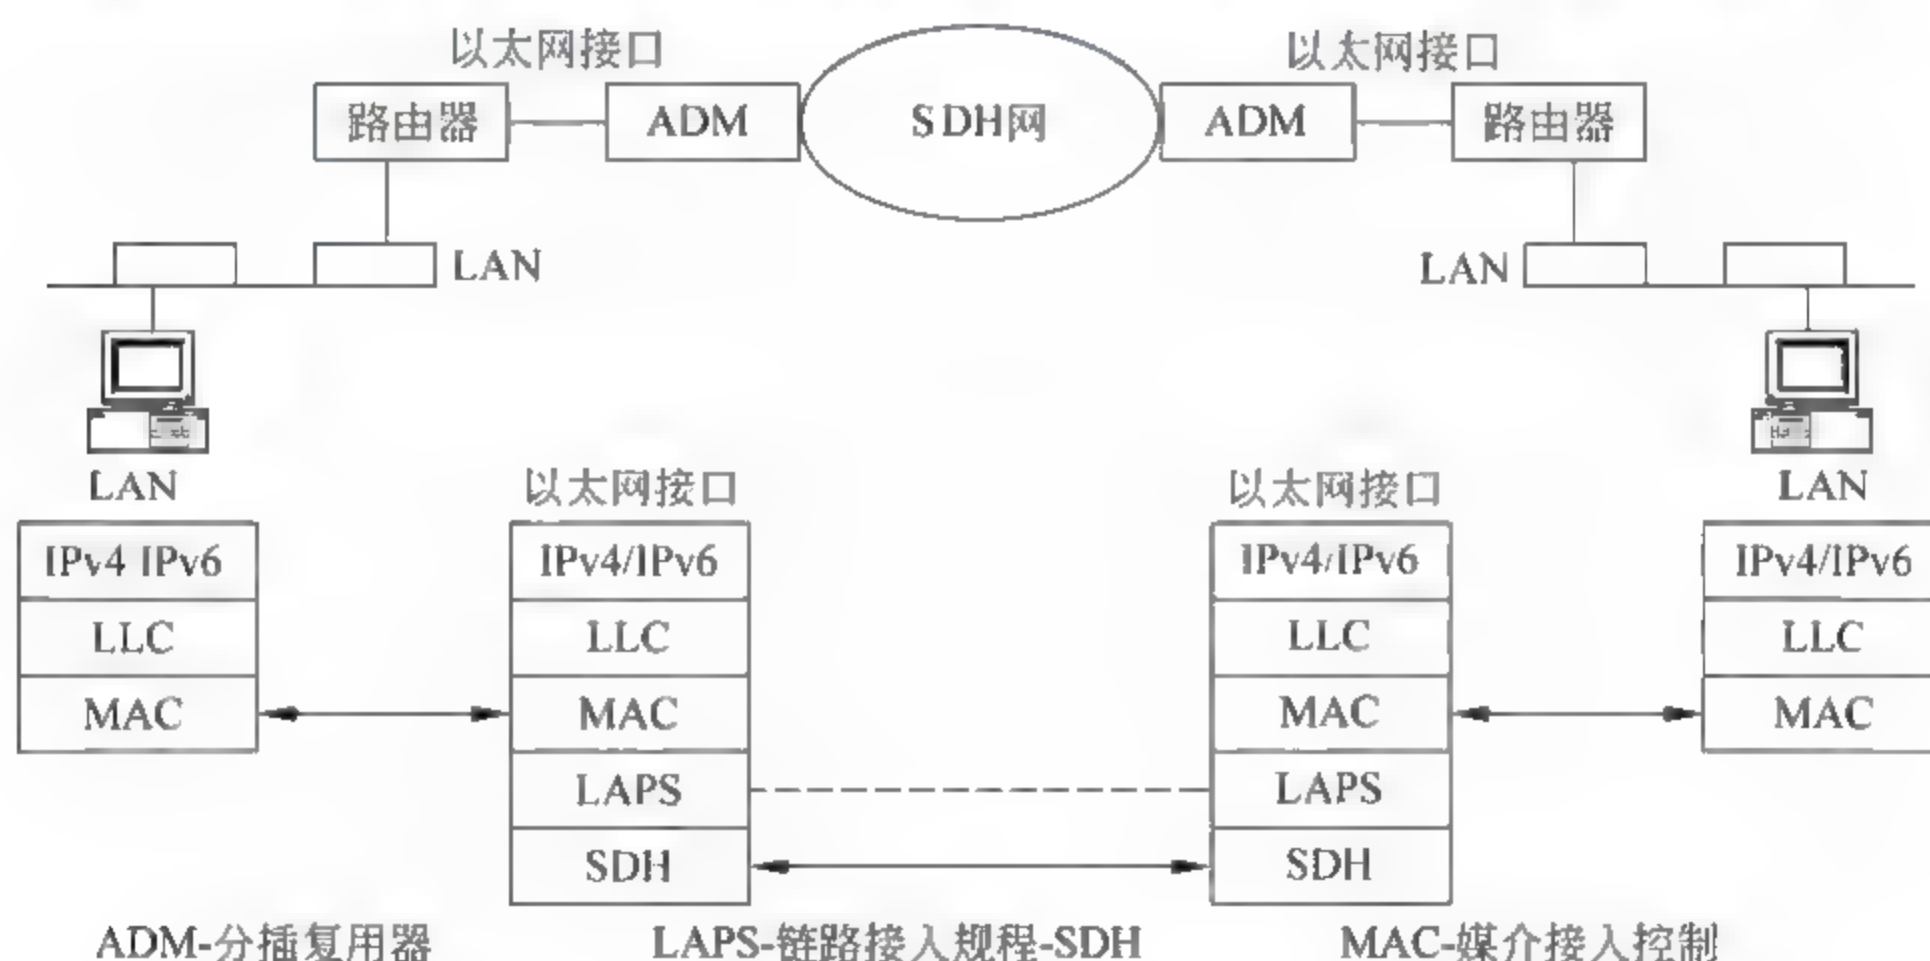 以太网接口
以太网接口
路由器
ADM
SDH网
ADM
路由器
LAN
LAN
LAN
以太网接口
以太网接口
LAN
IPv4 IPv6
IPv4/IPv6
IPv4/IPv6
IPv4/IPv6
LLC
LLC
LLC
LLC
MAC
MAC
MAC
MAC
LAPS
LAPS
SDH
SDH
ADM-分插复用器
LAPS-链路接入规程-SDH
MAC-媒介接入控制